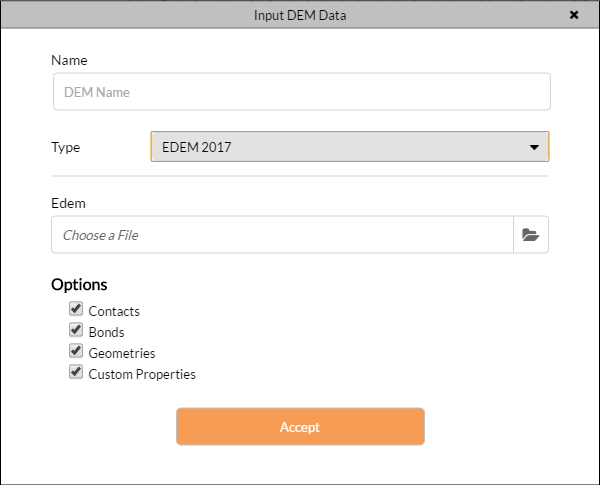 Input DEM Data
Name
DEM Name
Type
EDEM 2017
Edem
Choose a File
Options
Contacts
Bonds
Geometries
Custom Properties
Accept